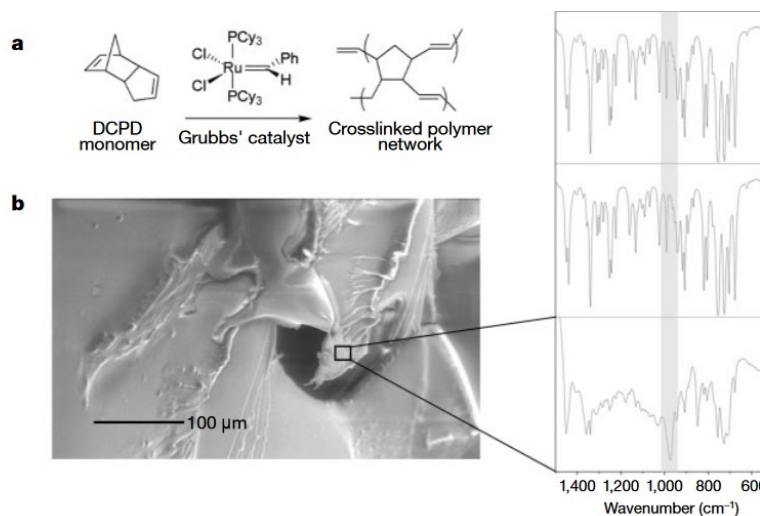 a
PCy3
Cl
Ph
Ru
H
Cl
PCy3
DCPD
monomer
Grubbs' catalyst
Crosslinked polymer
network
b
100 μm
1,400 1,200 1,000 800 600
Wavenumber (cm⁻¹)